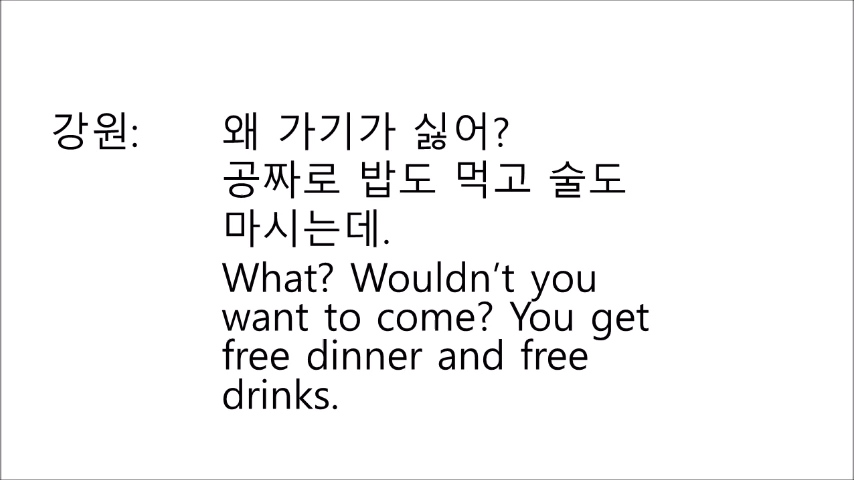 강원: 왜 가기가 싫어?
공짜로 밥도 먹고 술도
마시는데.
What? Wouldn't you
want to come? You get
free dinner and free
drinks.